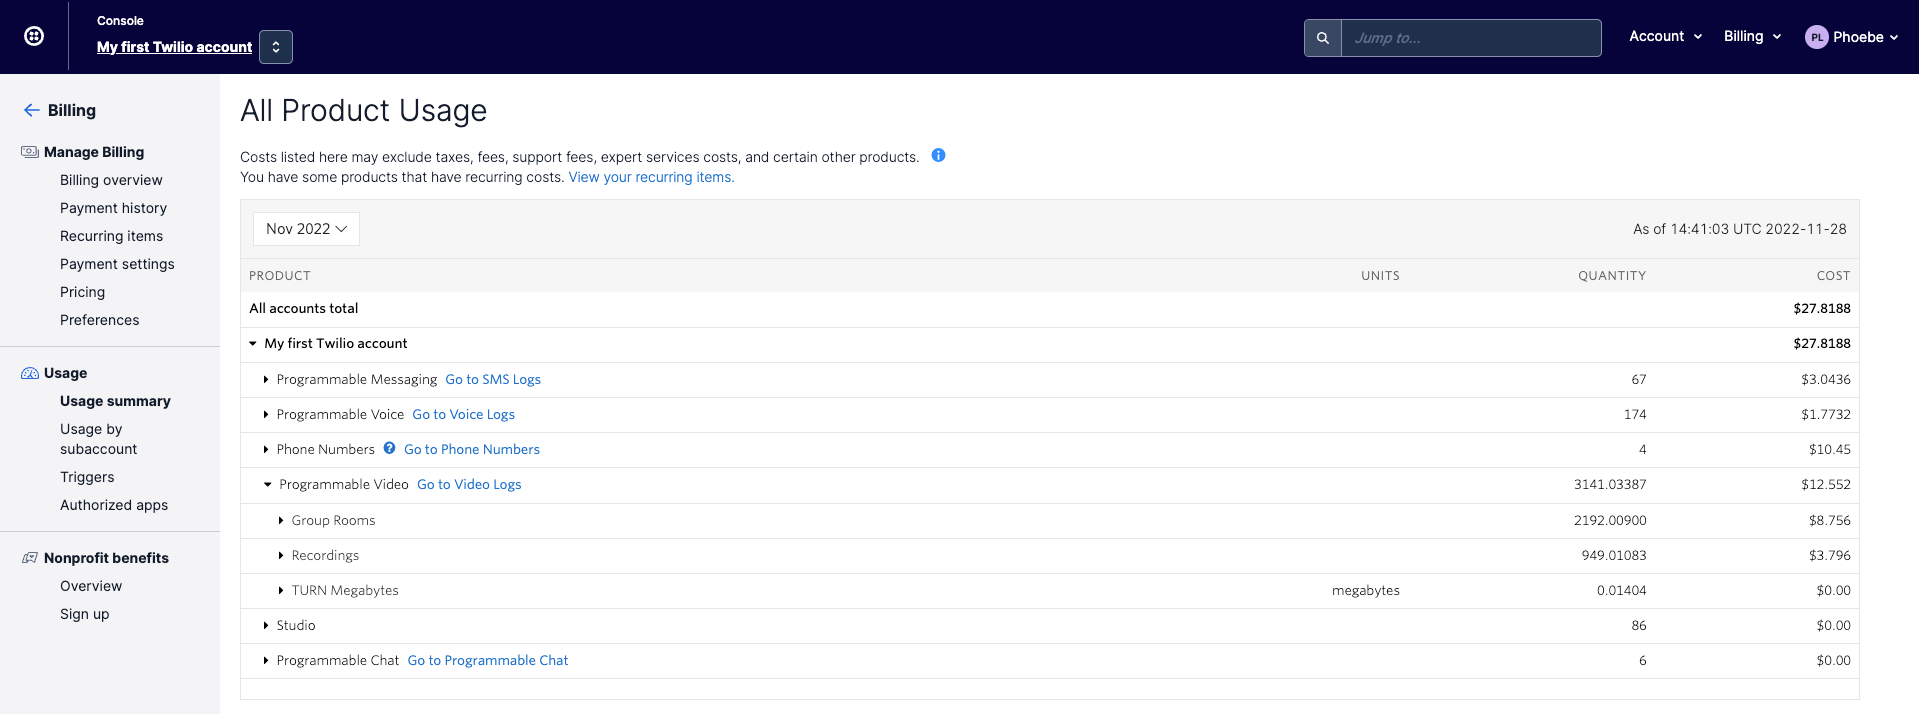 Console
My first Twilio account
Jump to...
Account
Billing
PL
Phoebe
Billing
Manage Billing
Billing overview
Payment history
Recurring items
Payment settings
Pricing
Preferences
Usage
Usage summary
Usage by
subaccount
Triggers
Authorized apps
Nonprofit benefits
Overview
Sign up
All Product Usage
Costs listed here may exclude taxes, fees, support fees, expert services costs, and certain other products.
You have some products that have recurring costs. View your recurring items.
Nov 2022 As of 14:41:03 UTC 2022-11-28
PRODUCT UNITS QUANTITY COST
All accounts total $27.8188
My first Twilio account $27.8188
Programmable Messaging Go to SMS Logs 67 $3.0436
Programmable Voice Go to Voice Logs 174 $1.7732
Phone Numbers ? Go to Phone Numbers 4 $10.45
Programmable Video Go to Video Logs 3141.03387 $12.552
Group Rooms 2192.00900 $8.756
Recordings 949.01083 $3.796
TURN Megabytes megabytes 0.01404 $0.00
Studio 86 $0.00
Programmable Chat Go to Programmable Chat 6 $0.00